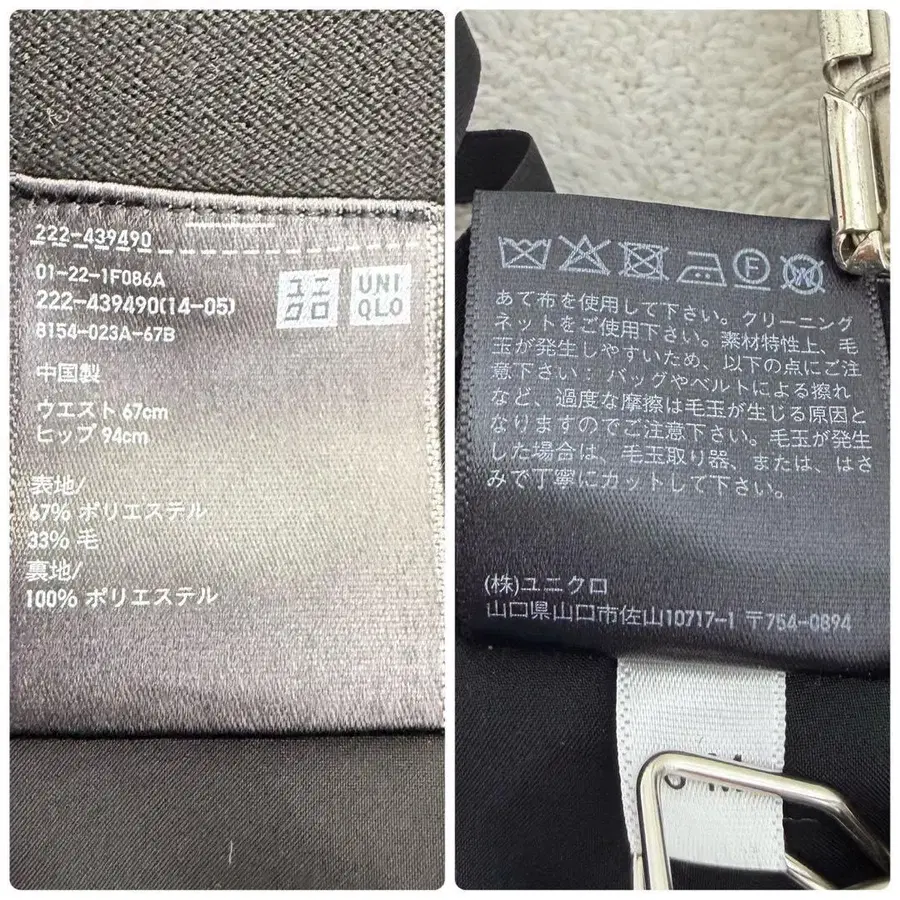 222-439490
01-22-1F086A
222-439490(14-05)
8154-023A-67B
ユニ
クロ
UNI
QLO
中国製
ウエスト 67cm
ヒップ 94cm
表地/
67% ポリエステル
33% 毛
裏地/
100% ポリエステル
P
W
あて布を使用して下さい。クリーニング
ネットをご使用下さい。素材特性上、毛
玉が発生しやすいため、以下の点にご注
意下さい：バッグやベルトによる擦れ
など、過度な摩擦は毛玉が生じる原因と
なりますのでご注意下さい。毛玉が発生
した場合は、毛玉取り器、または、はさ
みで丁寧にカットして下さい。
(株)ユニクロ
山口県山口市佐山10717-1 〒754-0894